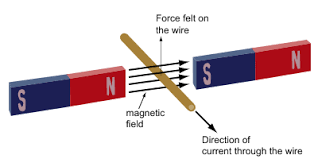 Force felt on
the wire
S
N
S
N
magnetic
field
Direction of
current through the wire